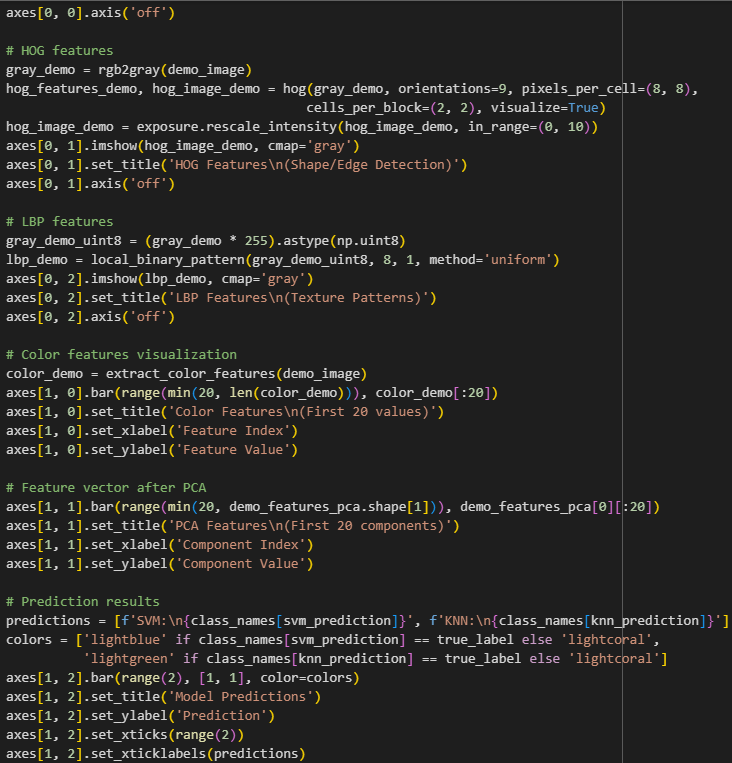 axes[0, 0].axis('off')

# HOG features
gray_demo = rgb2gray(demo_image)
hog_features_demo, hog_image_demo = hog(gray_demo, orientations=9, pixels_per_cell=(8, 8),
                                       cells_per_block=(2, 2), visualize=True)
hog_image_demo = exposure.rescale_intensity(hog_image_demo, in_range=(0, 10))
axes[0, 1].imshow(hog_image_demo, cmap='gray')
axes[0, 1].set_title('HOG Features\n(Shape/Edge Detection)')
axes[0, 1].axis('off')

# LBP features
gray_demo_uint8 = (gray_demo * 255).astype(np.uint8)
lbp_demo = local_binary_pattern(gray_demo_uint8, 8, 1, method='uniform')
axes[0, 2].imshow(lbp_demo, cmap='gray')
axes[0, 2].set_title('LBP Features\n(Texture Patterns)')
axes[0, 2].axis('off')

# Color features visualization
color_demo = extract_color_features(demo_image)
axes[1, 0].bar(range(min(20, len(color_demo))), color_demo[:20])
axes[1, 0].set_title('Color Features\n(First 20 values)')
axes[1, 0].set_xlabel('Feature Index')
axes[1, 0].set_ylabel('Feature Value')

# Feature vector after PCA
axes[1, 1].bar(range(min(20, demo_features_pca.shape[1])), demo_features_pca[0][:20])
axes[1, 1].set_title('PCA Features\n(First 20 components)')
axes[1, 1].set_xlabel('Component Index')
axes[1, 1].set_ylabel('Component Value')

# Prediction results
predictions = [f'SVM:\n{class_names[svm_prediction]}', f'KNN:\n{class_names[knn_prediction]}']
colors = ['lightblue' if class_names[svm_prediction] == true_label else 'lightcoral',
          'lightgreen' if class_names[knn_prediction] == true_label else 'lightcoral']
axes[1, 2].bar(range(2), [1, 1], color=colors)
axes[1, 2].set_title('Model Predictions')
axes[1, 2].set_ylabel('Prediction')
axes[1, 2].set_xticks(range(2))
axes[1, 2].set_xticklabels(predictions)